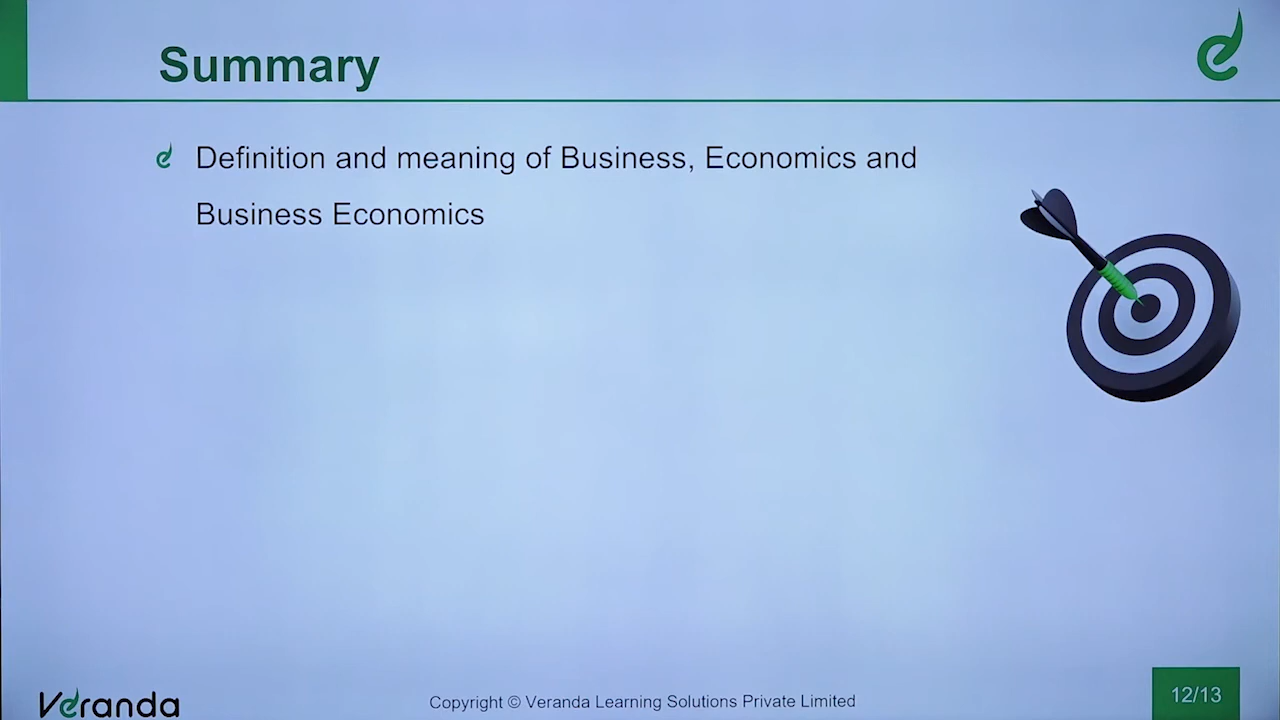 Summary
Definition and meaning of Business, Economics and
Business Economics
Veranda
Copyright © Veranda Learning Solutions Private Limited
12/13